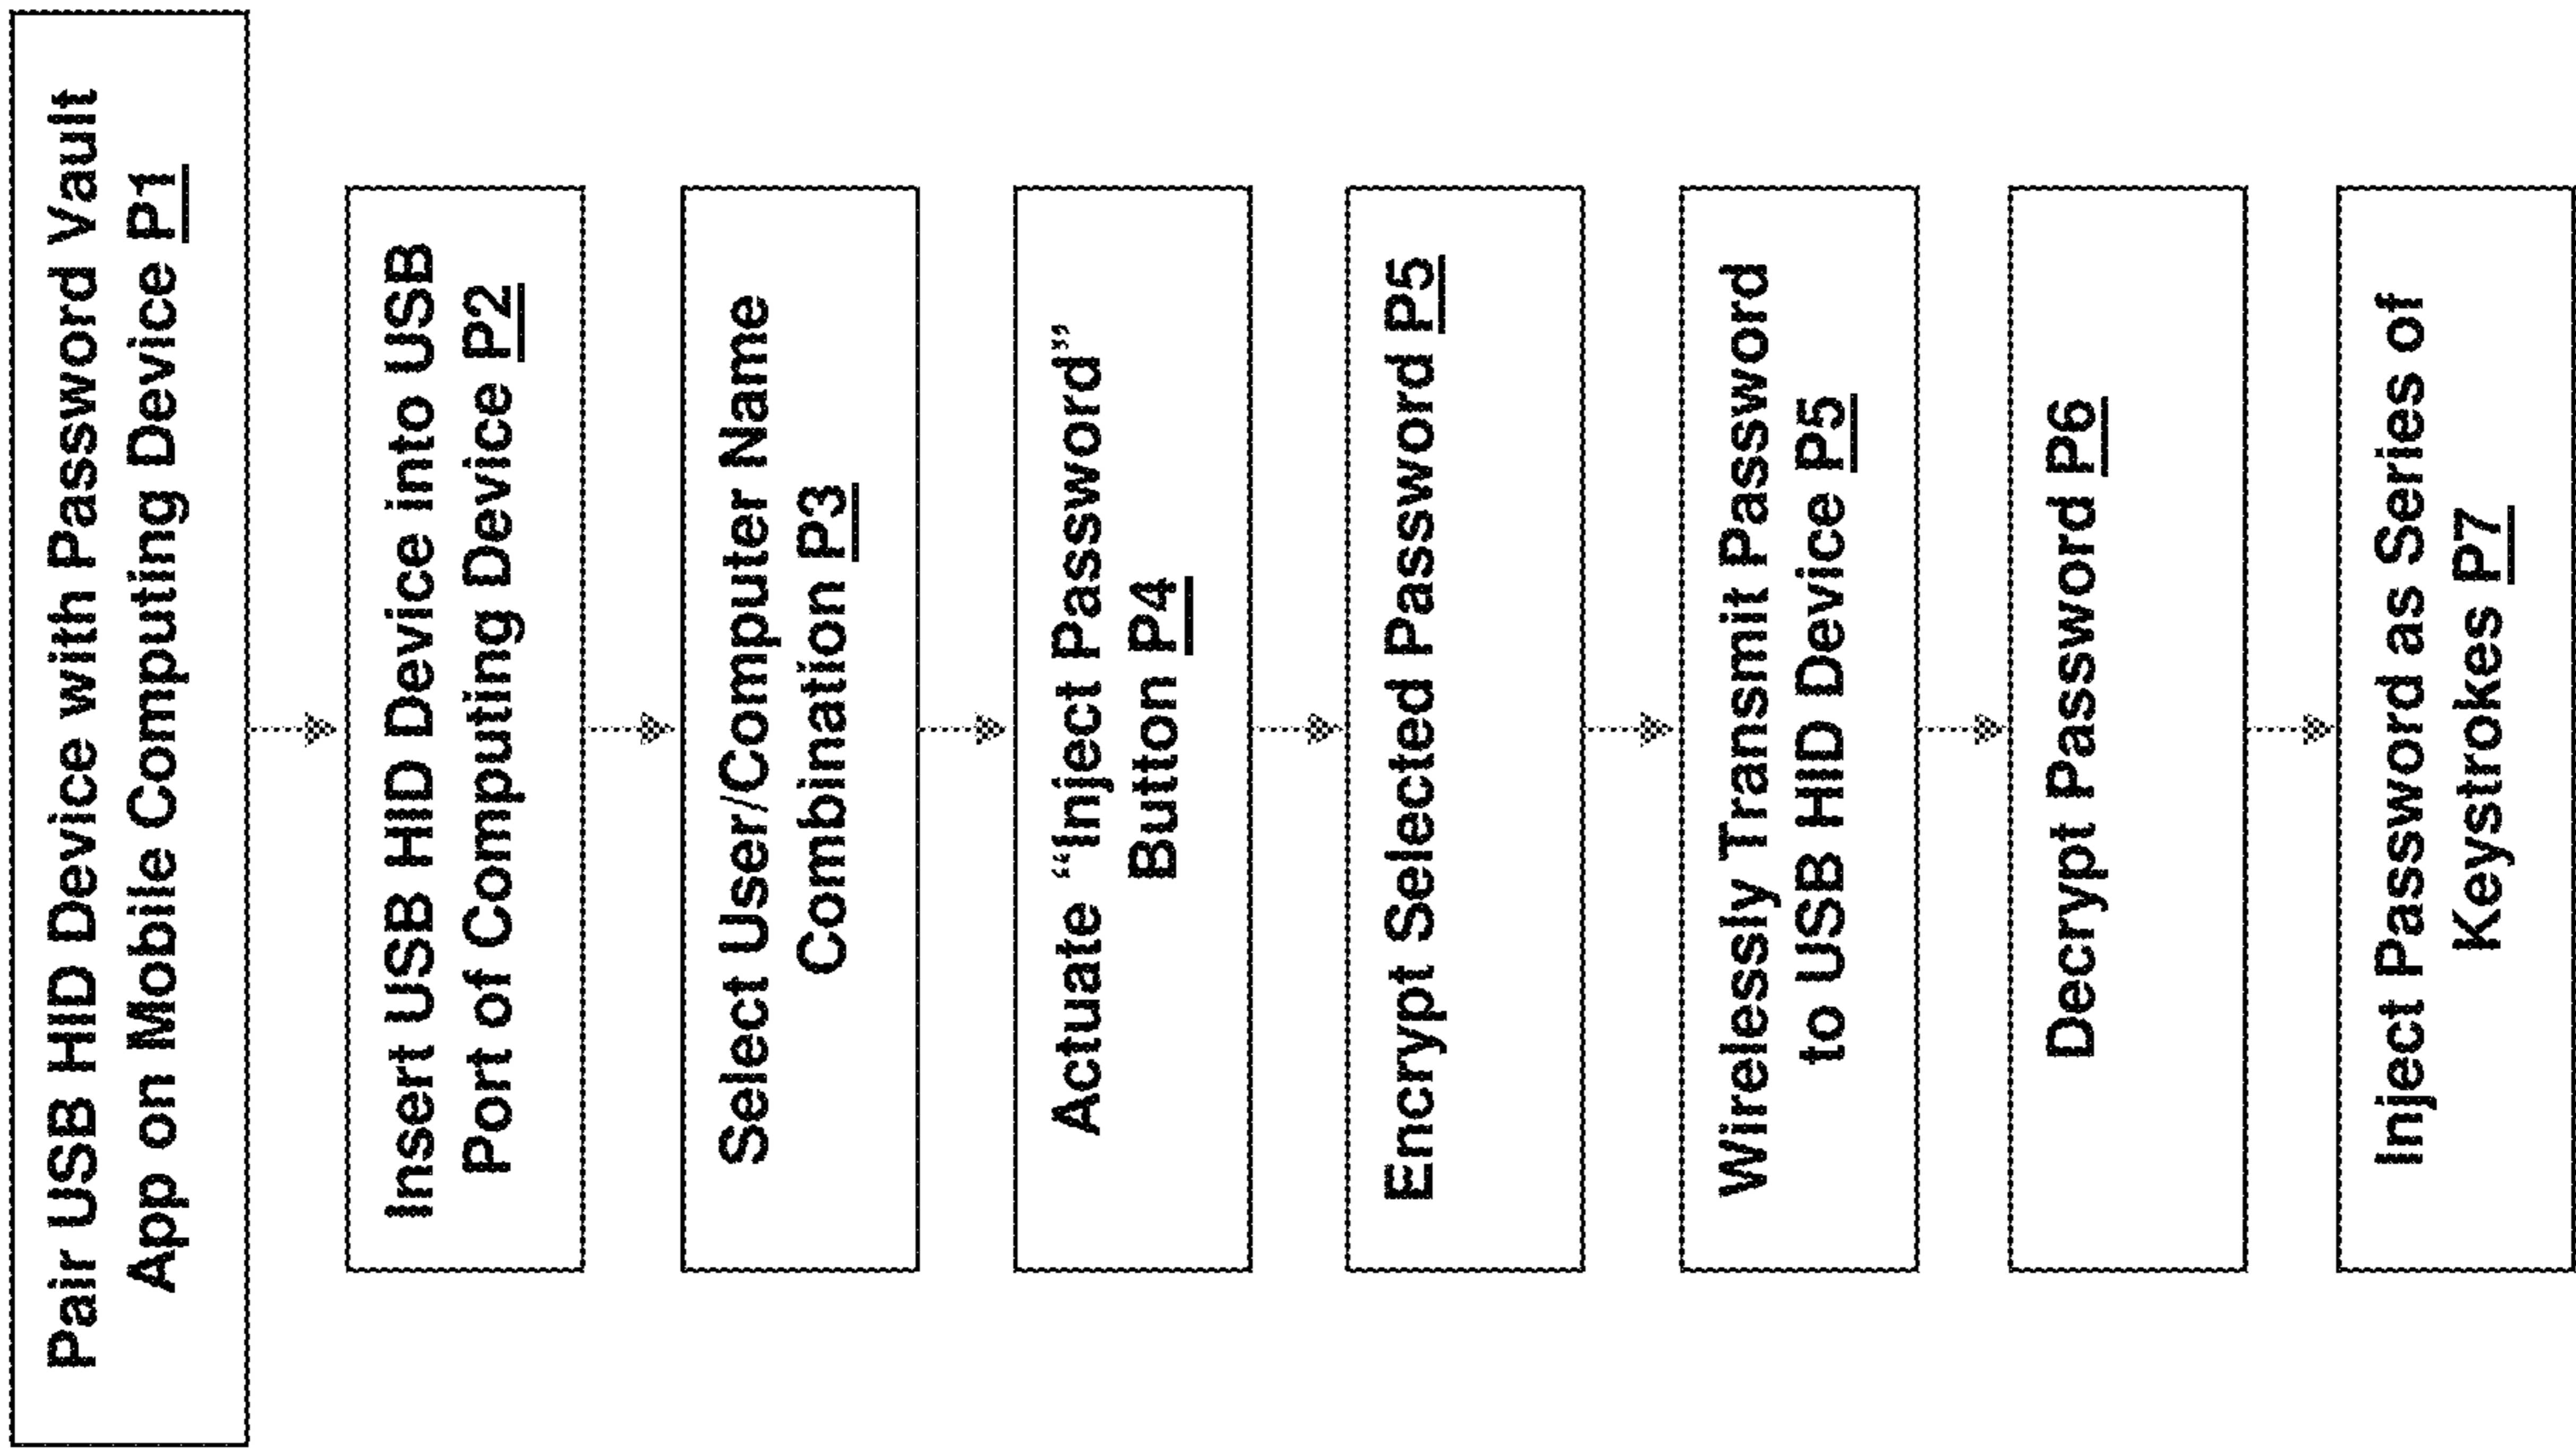 Pair USB HID Device with Password Vault
App on Mobile Computing Device P1
Insert USB HID Device into USB
Port of Computing Device P2
Select User/Computer Name
Combination P3
Actuate “Inject Password”
Button P4
Encrypt Selected Password P5
Wirelessly Transmit Password
to USB HID Device P5
Decrypt Password P6
Inject Password as Series of
Keystrokes P7